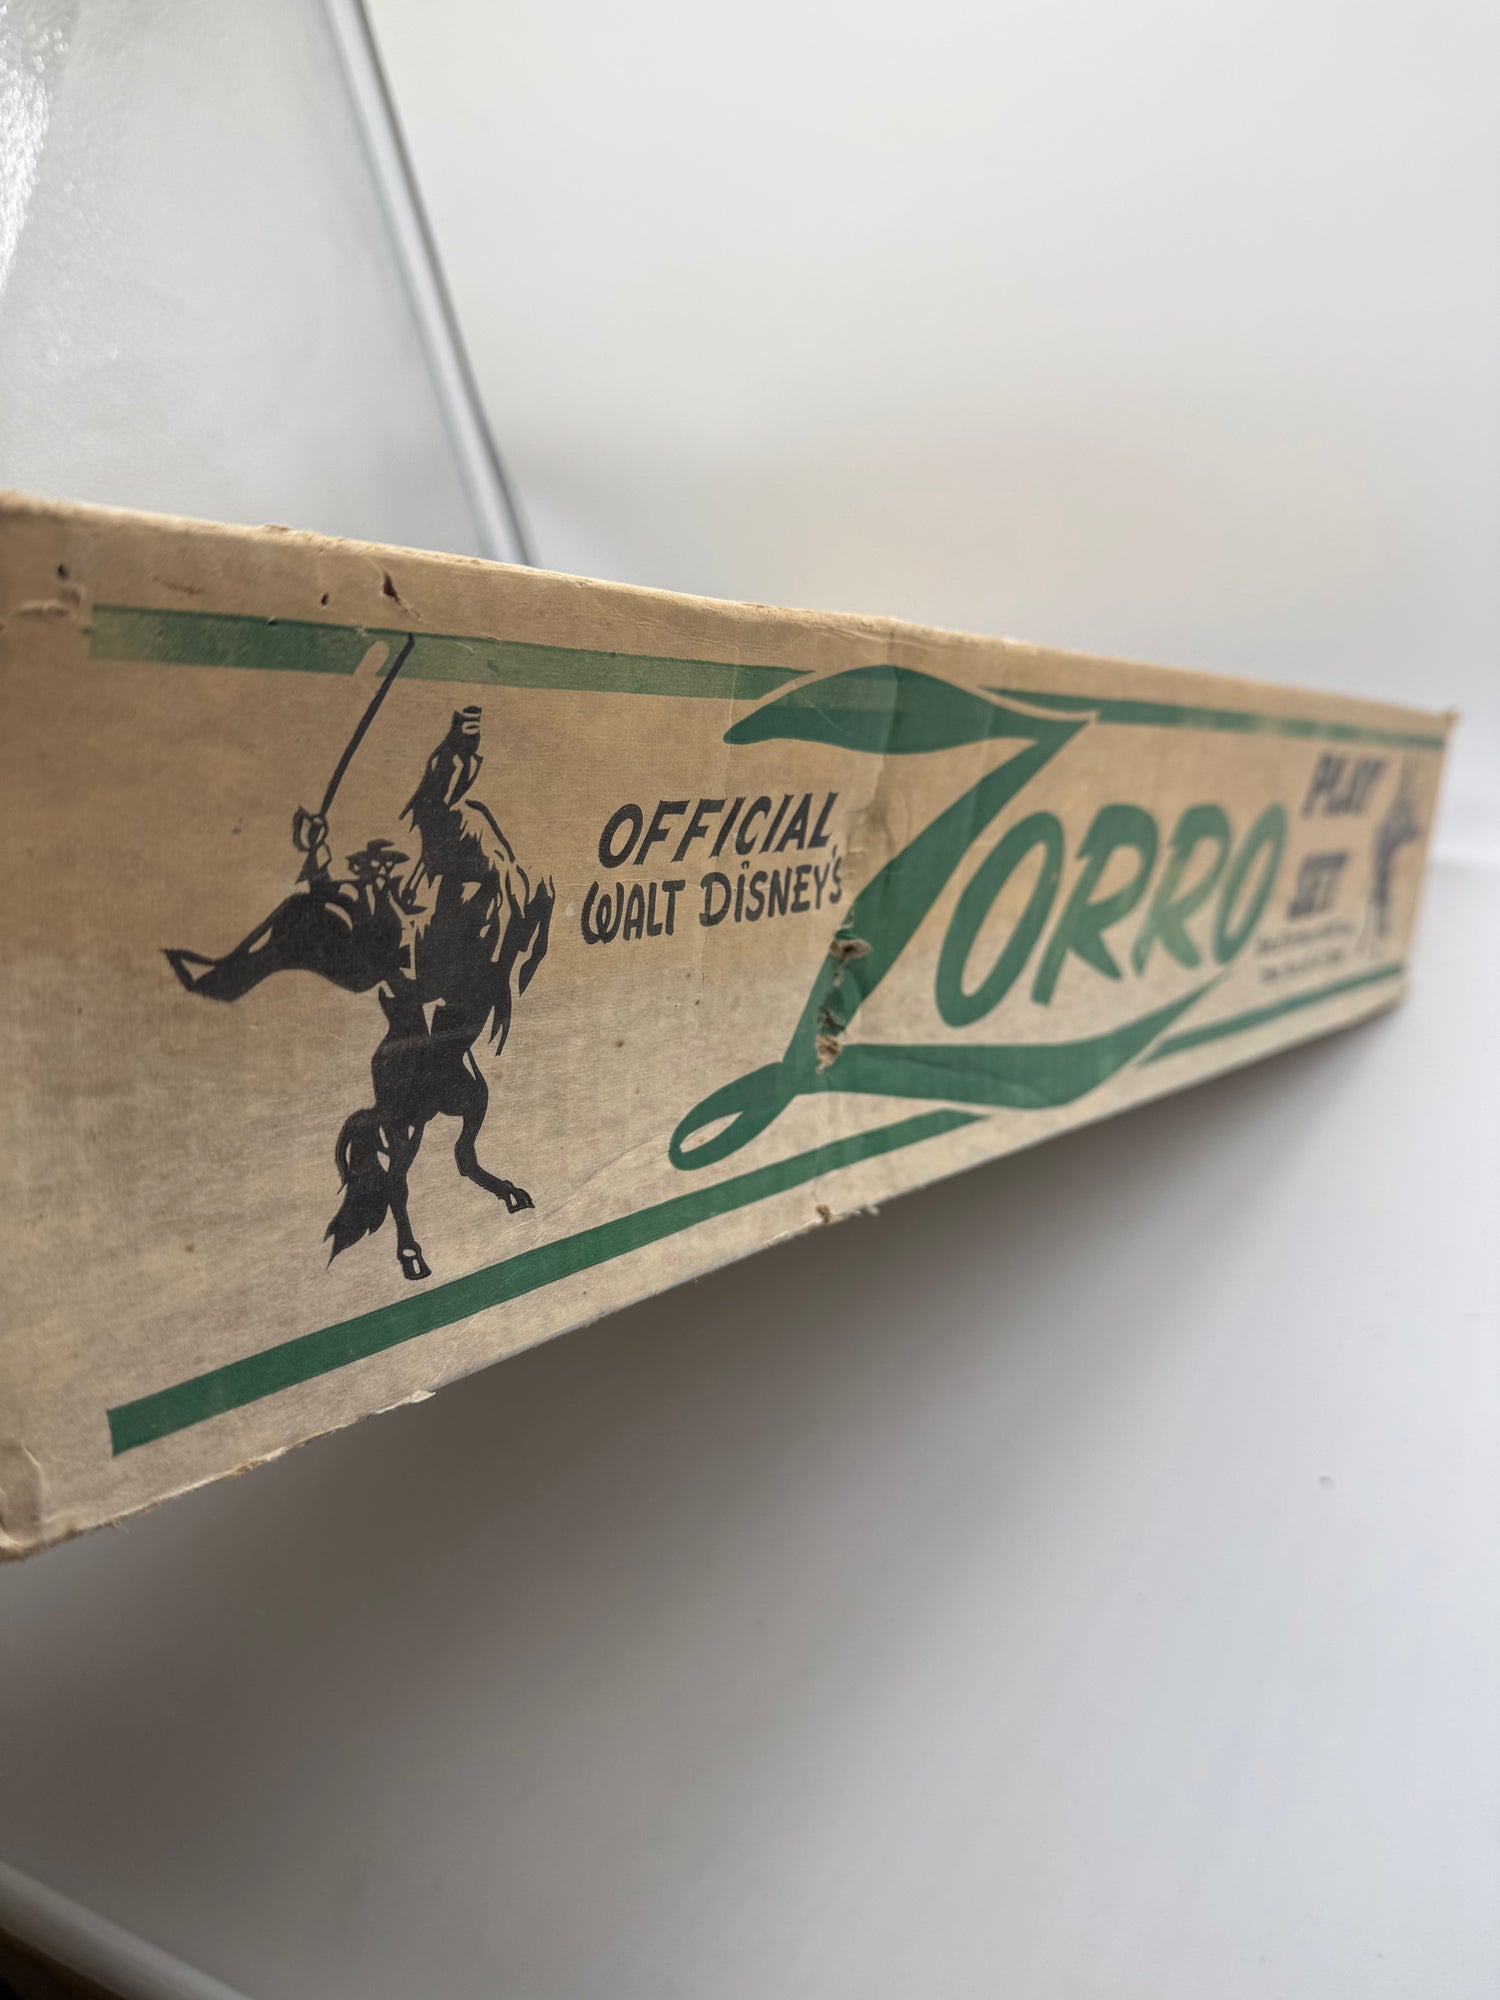 OFFICIAL
WALT DISNEY'S
ZORRO
PLAY
SET